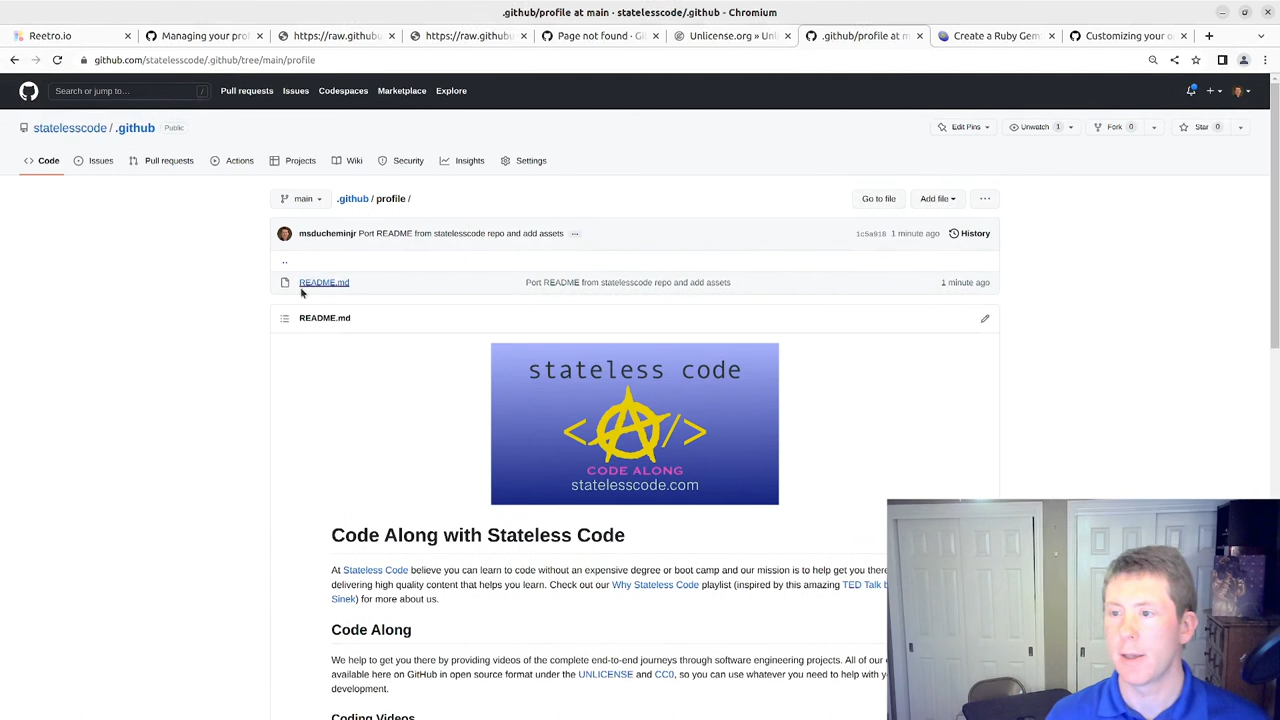 .github/profile at main · statelesscode/.github - Chromium
Reetro.io
Managing your pro
https://raw.githubu
https://raw.githubu
Page not found · G
Unlicense.org » Unli
.github/profile at m
Create a Ruby Gem
Customizing your o
github.com/statelesscode/.github/tree/main/profile
Search or jump to… /
Pull requests Issues Codespaces Marketplace Explore
statelesscode / .github Public
Edit Pins Unwatch 1 Fork 0 Star 0
Code Issues Pull requests Actions Projects Wiki Security Insights Settings
main .github / profile / Go to file Add file ···
msducheminjr Port README from statelesscode repo and add assets ··· 1c5a918 1 minute ago History
..
README.md Port README from statelesscode repo and add assets 1 minute ago
README.md
stateless code
<A/>
CODE ALONG
statelesscode.com
Code Along with Stateless Code
At Stateless Code believe you can learn to code without an expensive degree or boot camp and our mission is to help get you there
delivering high quality content that helps you learn. Check out our Why Stateless Code playlist (inspired by this amazing TED Talk
Sinek) for more about us.
Code Along
We help to get you there by providing videos of the complete end-to-end journeys through software engineering projects. All of our
available here on GitHub in open source format under the UNLICENSE and CC0, so you can use whatever you need to help with
development.
Coding Videos